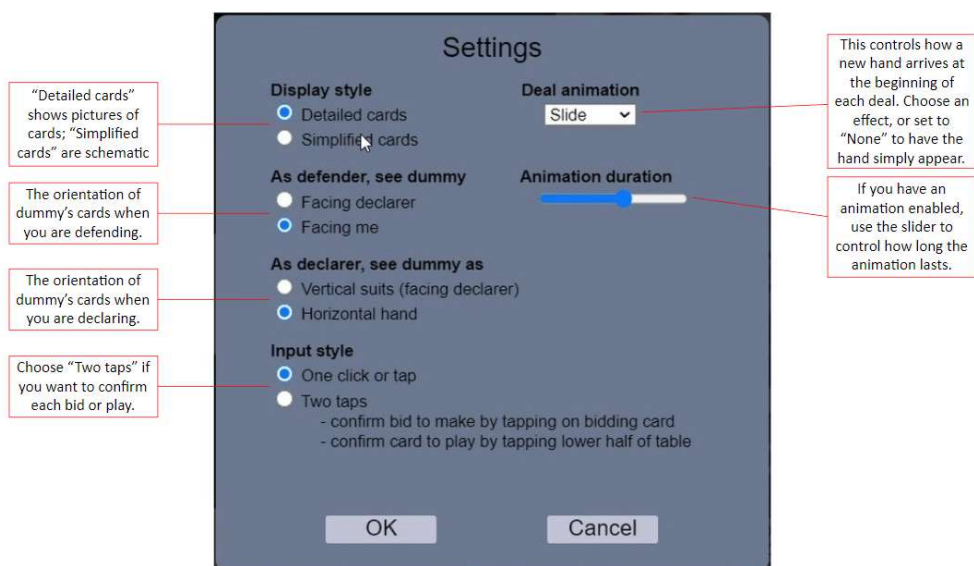 Settings
Display style
Detailed cards
Simplified cards
As defender, see dummy
Facing declarer
Facing me
As declarer, see dummy as
Vertical suits (facing declarer)
Horizontal hand
Input style
One click or tap
Two taps
- confirm bid to make by tapping on bidding card
- confirm card to play by tapping lower half of table
Deal animation
Slide
Animation duration
OK
Cancel
“Detailed cards”
shows pictures of
cards; “Simplified
cards” are schematic
The orientation of
dummy’s cards when
you are defending.
The orientation of
dummy’s cards when
you are declaring.
Choose “Two taps” if
you want to confirm
each bid or play.
This controls how a
new hand arrives at
the beginning of
each deal. Choose an
effect, or set to
“None” to have the
hand simply appear.
If you have an
animation enabled,
use the slider to
control how long the
animation lasts.